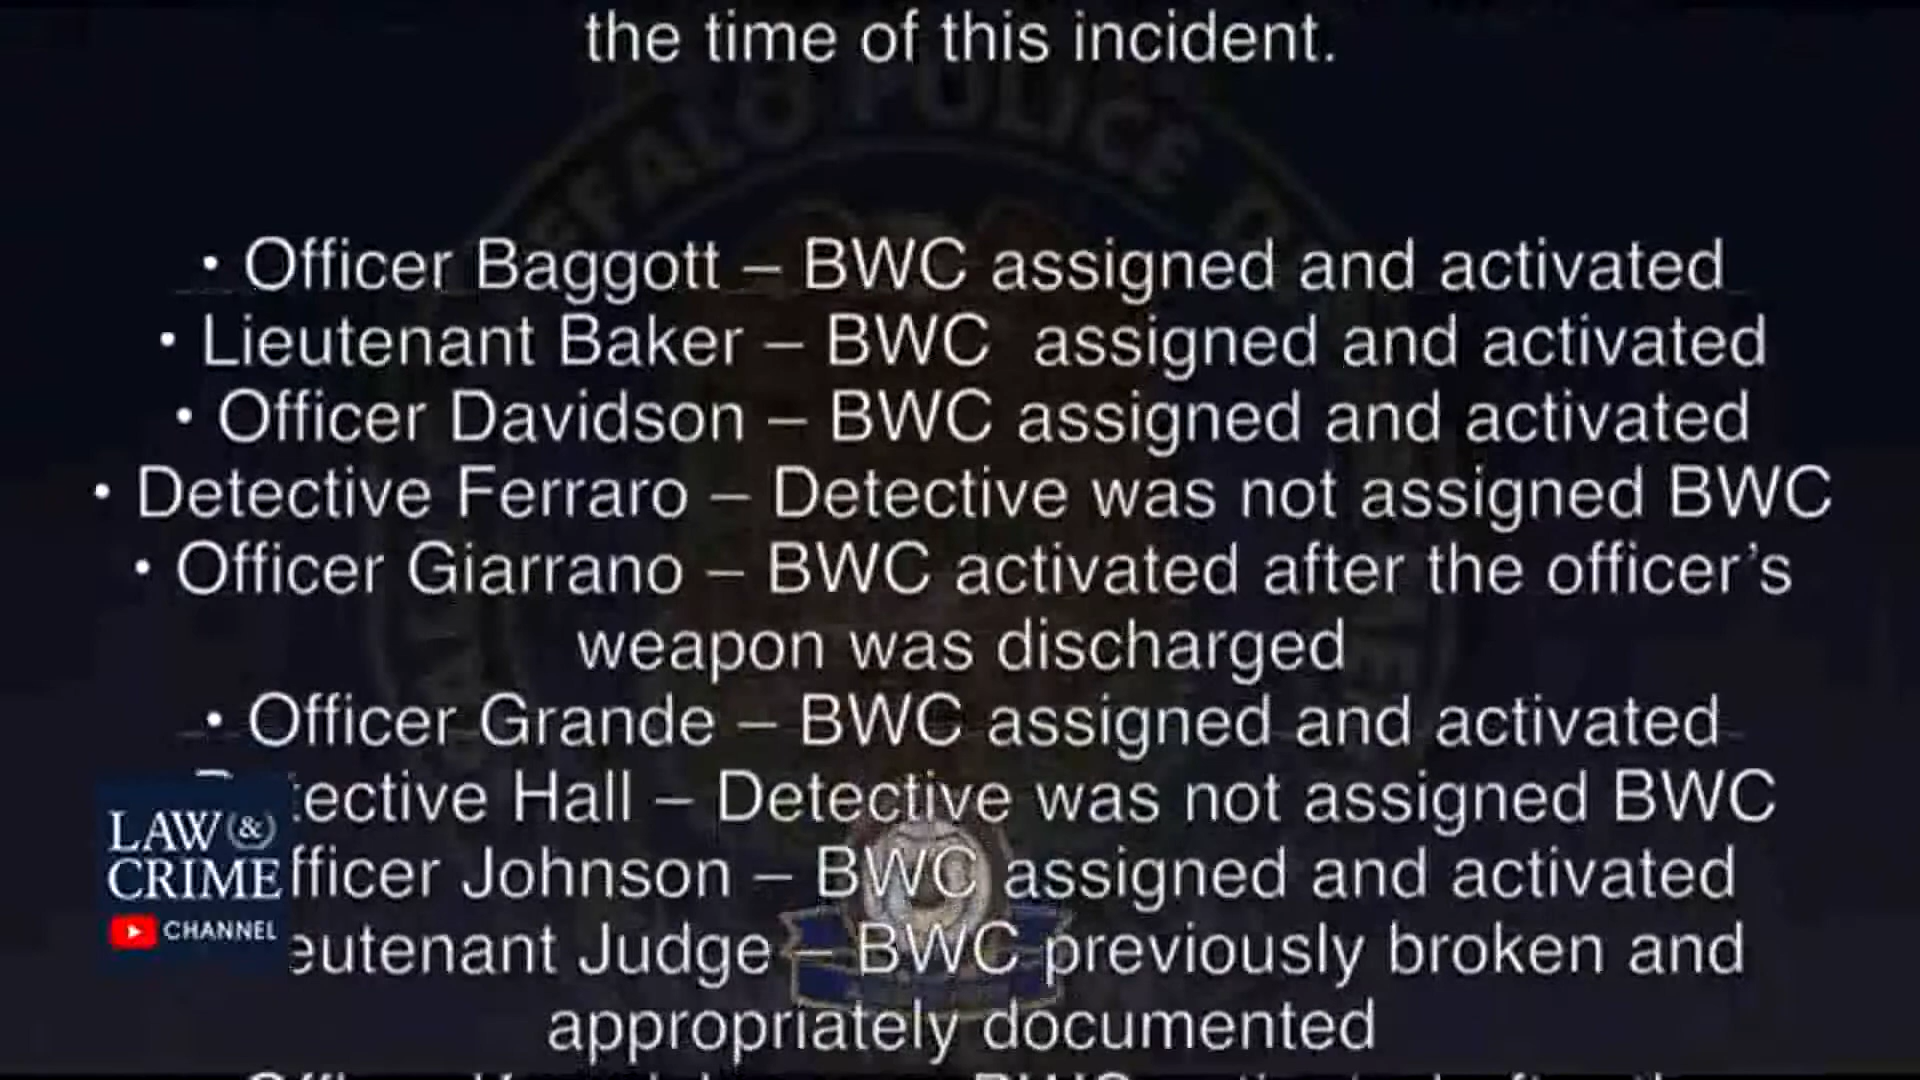 the time of this incident.
• Officer Baggott – BWC assigned and activated
• Lieutenant Baker – BWC assigned and activated
• Officer Davidson – BWC assigned and activated
• Detective Ferraro – Detective was not assigned BWC
• Officer Giarrano – BWC activated after the officer's
weapon was discharged
• Officer Grande – BWC assigned and activated
tective Hall – Detective was not assigned BWC
fficer Johnson – BWC assigned and activated
eutenant Judge – BWC previously broken and
appropriately documented
LAW (&)
CRIME
CHANNEL